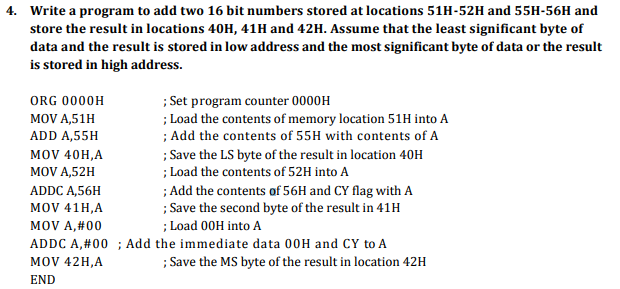 4. Write a program to add two 16 bit numbers stored at locations 51H-52H and 55H-56H and
store the result in locations 40H, 41H and 42H. Assume that the least significant byte of
data and the result is stored in low address and the most significant byte of data or the result
is stored in high address.
ORG 0000H ; Set program counter 0000H
MOV A,51H ; Load the contents of memory location 51H into A
ADD A,55H ; Add the contents of 55H with contents of A
MOV 40H,A ; Save the LS byte of the result in location 40H
MOV A,52H ; Load the contents of 52H into A
ADDC A,56H ; Add the contents of 56H and CY flag with A
MOV 41H,A ; Save the second byte of the result in 41H
MOV A,#00 ; Load 00H into A
ADDC A,#00 ; Add the immediate data 00H and CY to A
MOV 42H,A ; Save the MS byte of the result in location 42H
END